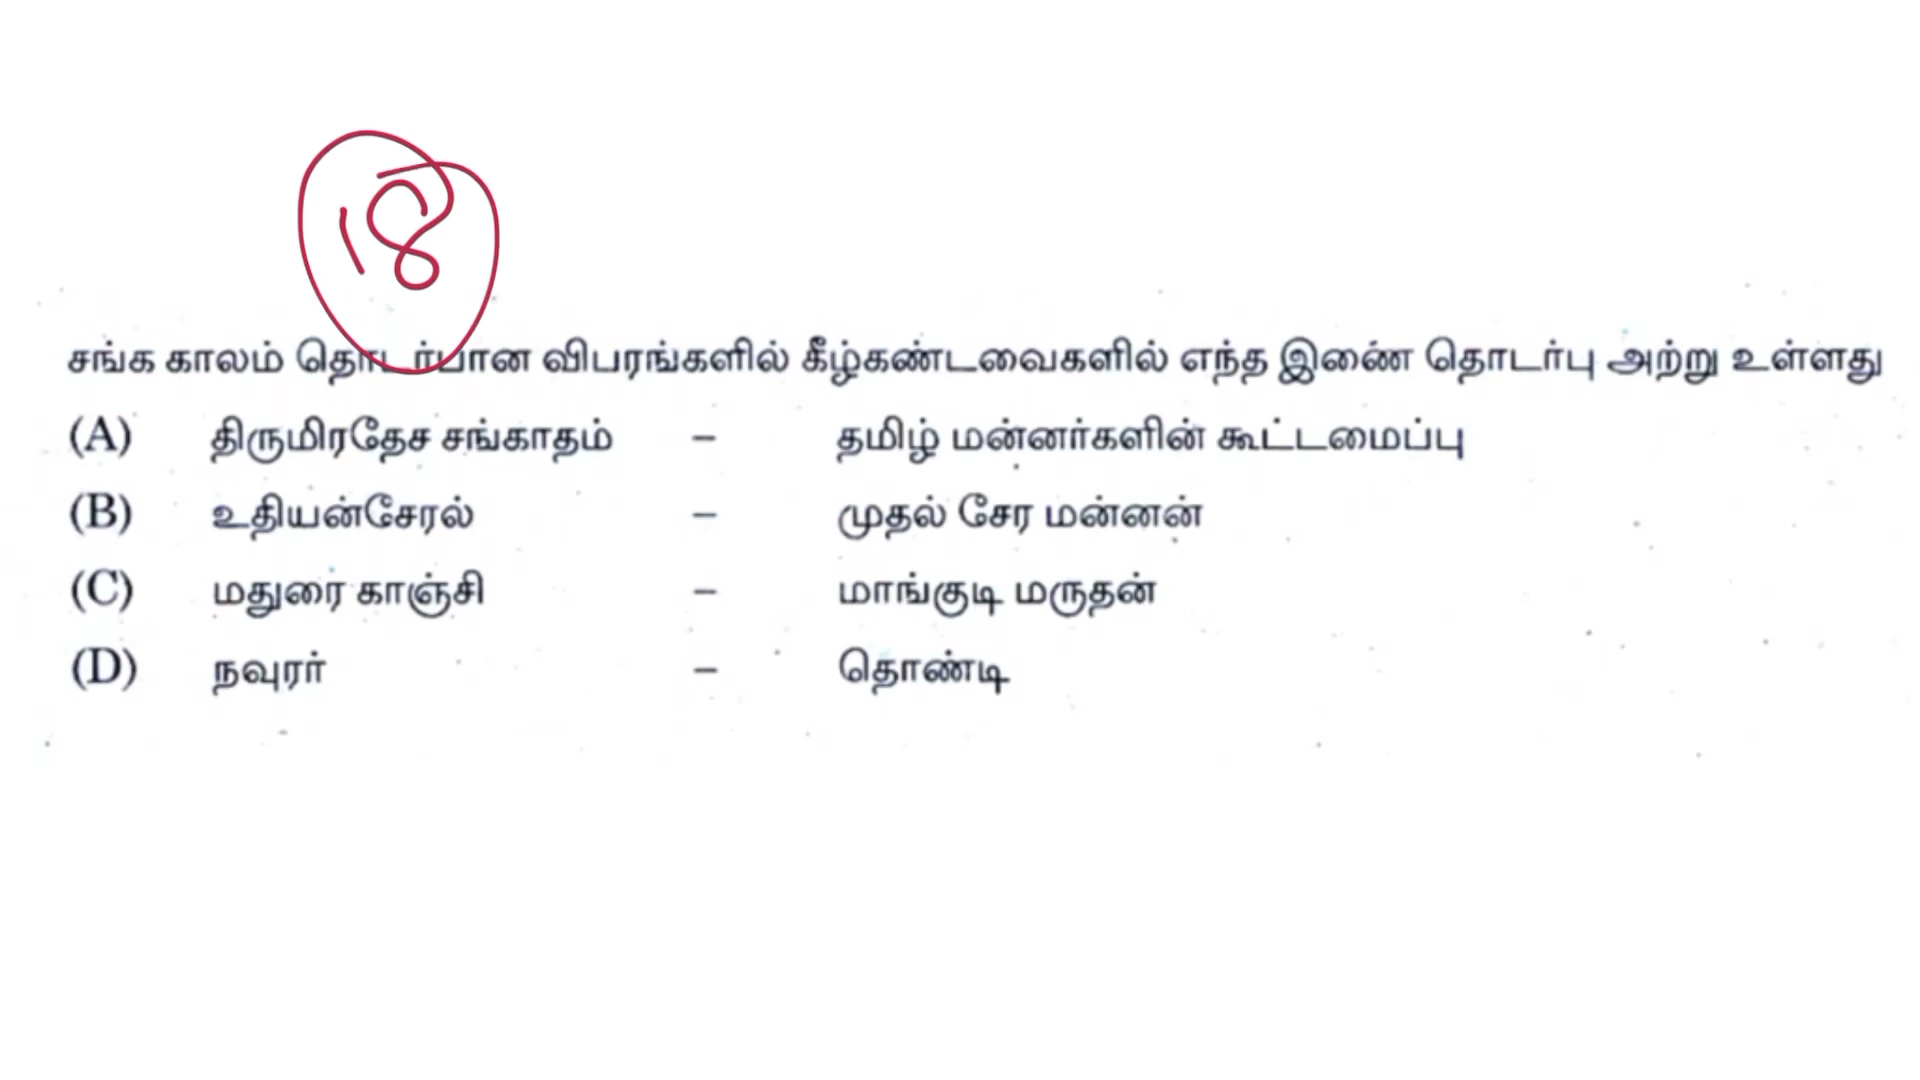 18
சங்க காலம் தொடர்பான விபரங்களில் கீழ்கண்டவைகளில் எந்த இணை தொடர்பு அற்று உள்ளது
(A) திருமிரதேச சங்காதம் – தமிழ் மன்னர்களின் கூட்டமைப்பு
(B) உதியன்சேரல் – முதல் சேர மன்னன்
(C) மதுரை காஞ்சி – மாங்குடி மருதன்
(D) நவுரர் – தொண்டி